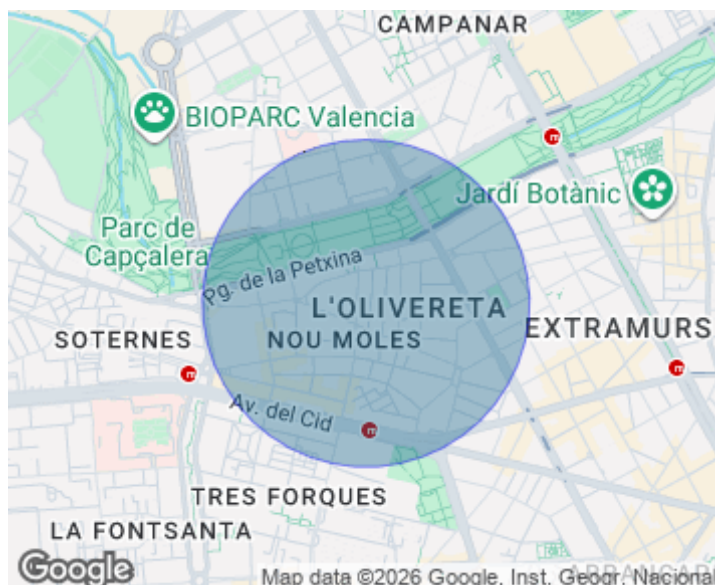 CAMPANAR
BIOPARC Valencia
Jardí Botànic
Parc de
Capçalera
Pg. de la Petxina
L'OLIVERETA
EXTRAMURS
SOTERNES
NOU MOLES
Av. del Cid
TRES FORQUES
LA FONTSANTA
ARRANCAP
Google
Map data ©2026 Google, Inst. Geogr. Nacional